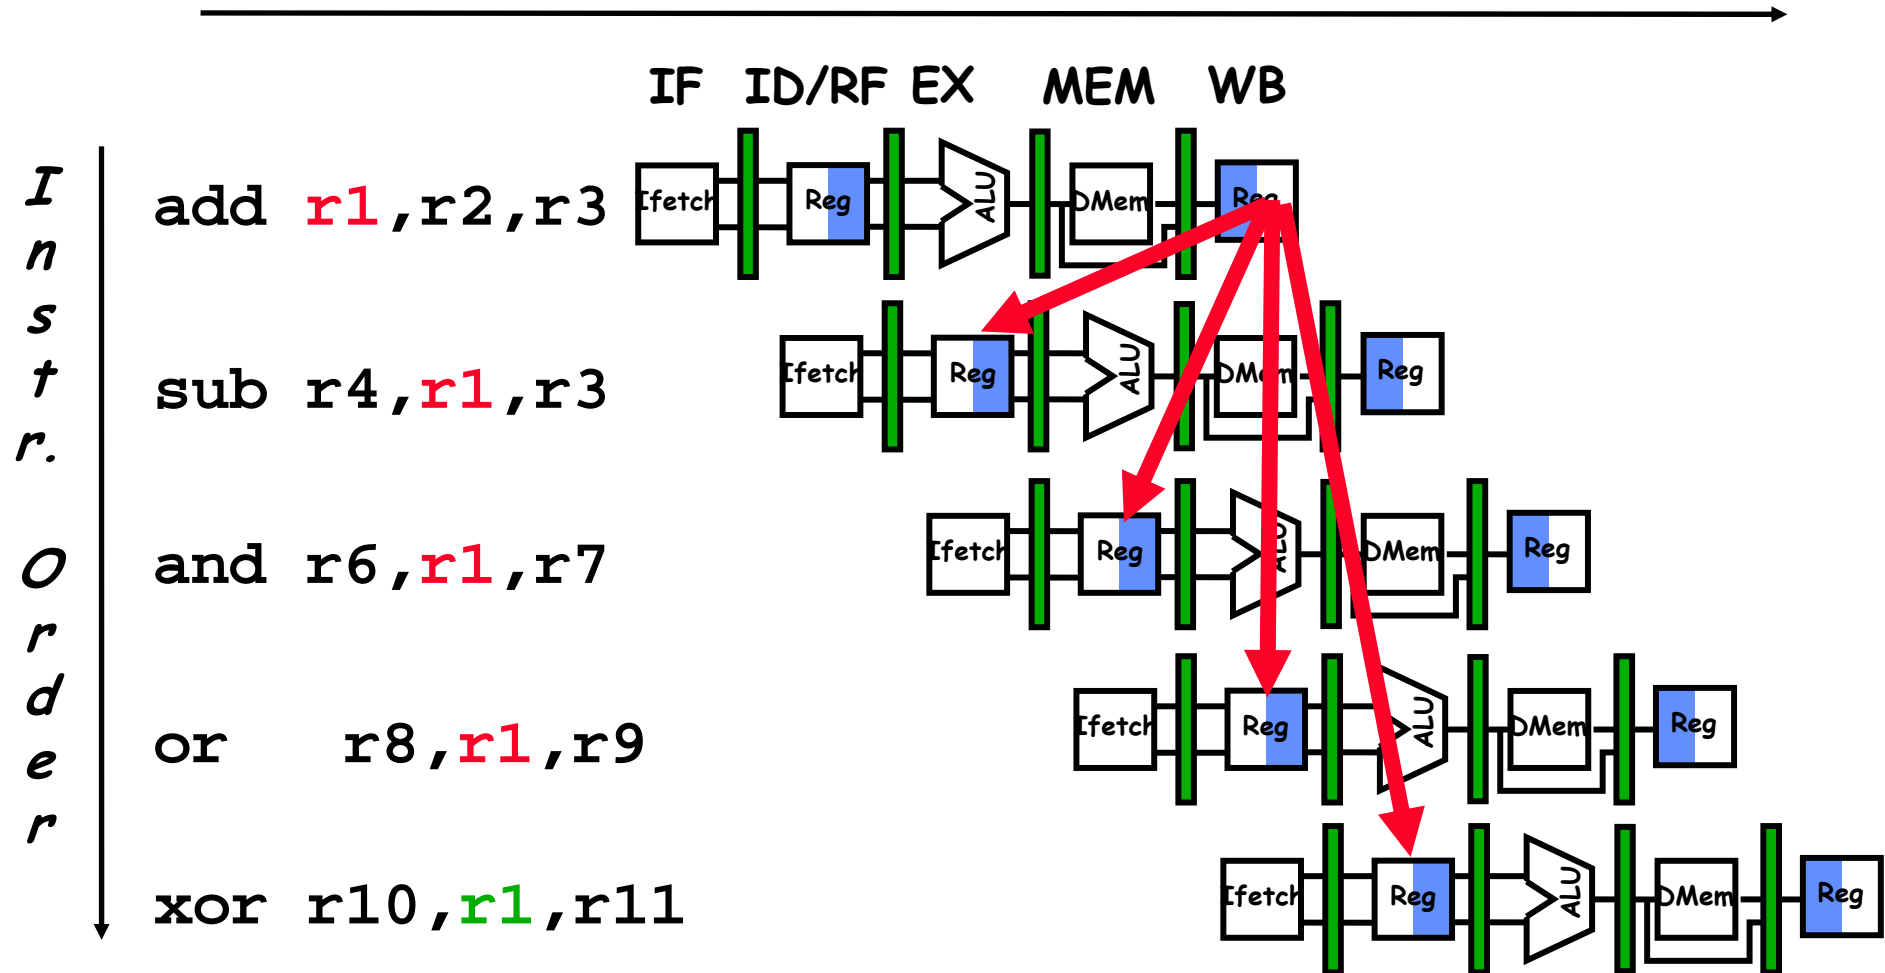 IF ID/RF EX MEM WB
Instr. Order
add r1,r2,r3 Ifetch Reg ALU DMem Reg
sub r4,r1,r3 Ifetch Reg ALU DMem Reg
and r6,r1,r7 Ifetch Reg ALU DMem Reg
or r8,r1,r9 Ifetch Reg ALU DMem Reg
xor r10,r1,r11 Ifetch Reg ALU DMem Reg